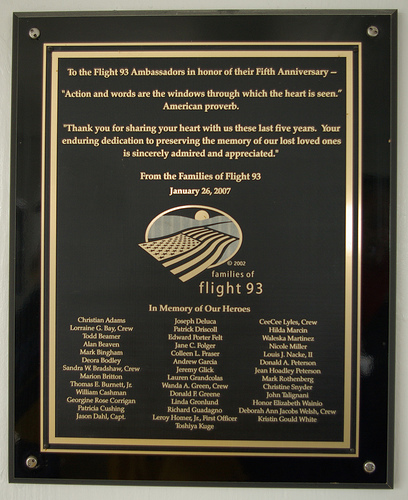 To the Flight 93 Ambassadors in honor of their Fifth Anniversary –
"Action and words are the windows through which the heart is seen."
American proverb.
"Thank you for sharing your heart with us these last five years. Your
enduring dedication to preserving the memory of our lost loved ones
is sincerely admired and appreciated."
From the Families of Flight 93
January 26, 2007
© 2002
families of
flight 93
In Memory of Our Heroes
Christian Adams
Lorraine G. Bay, Crew
Todd Beamer
Alan Beaven
Mark Bingham
Deora Bodley
Sandra W. Bradshaw, Crew
Marion Britton
Thomas E. Burnett, Jr.
William Cashman
Georgine Rose Corrigan
Patricia Cushing
Jason Dahl, Capt.
Joseph Deluca
Patrick Driscoll
Edward Porter Felt
Jane C. Folger
Colleen L. Fraser
Andrew Garcia
Jeremy Glick
Lauren Grandcolas
Wanda A. Green, Crew
Donald F. Greene
Linda Gronlund
Richard Guadagno
Leroy Homer, Jr., First Officer
Toshiya Kuge
CeeCee Lyles, Crew
Hilda Marcin
Waleska Martinez
Nicole Miller
Louis J. Nacke, II
Donald A. Peterson
Jean Hoadley Peterson
Mark Rothenberg
Christine Snyder
John Talignani
Honor Elizabeth Wainio
Deborah Ann Jacobs Welsh, Crew
Kristin Gould White